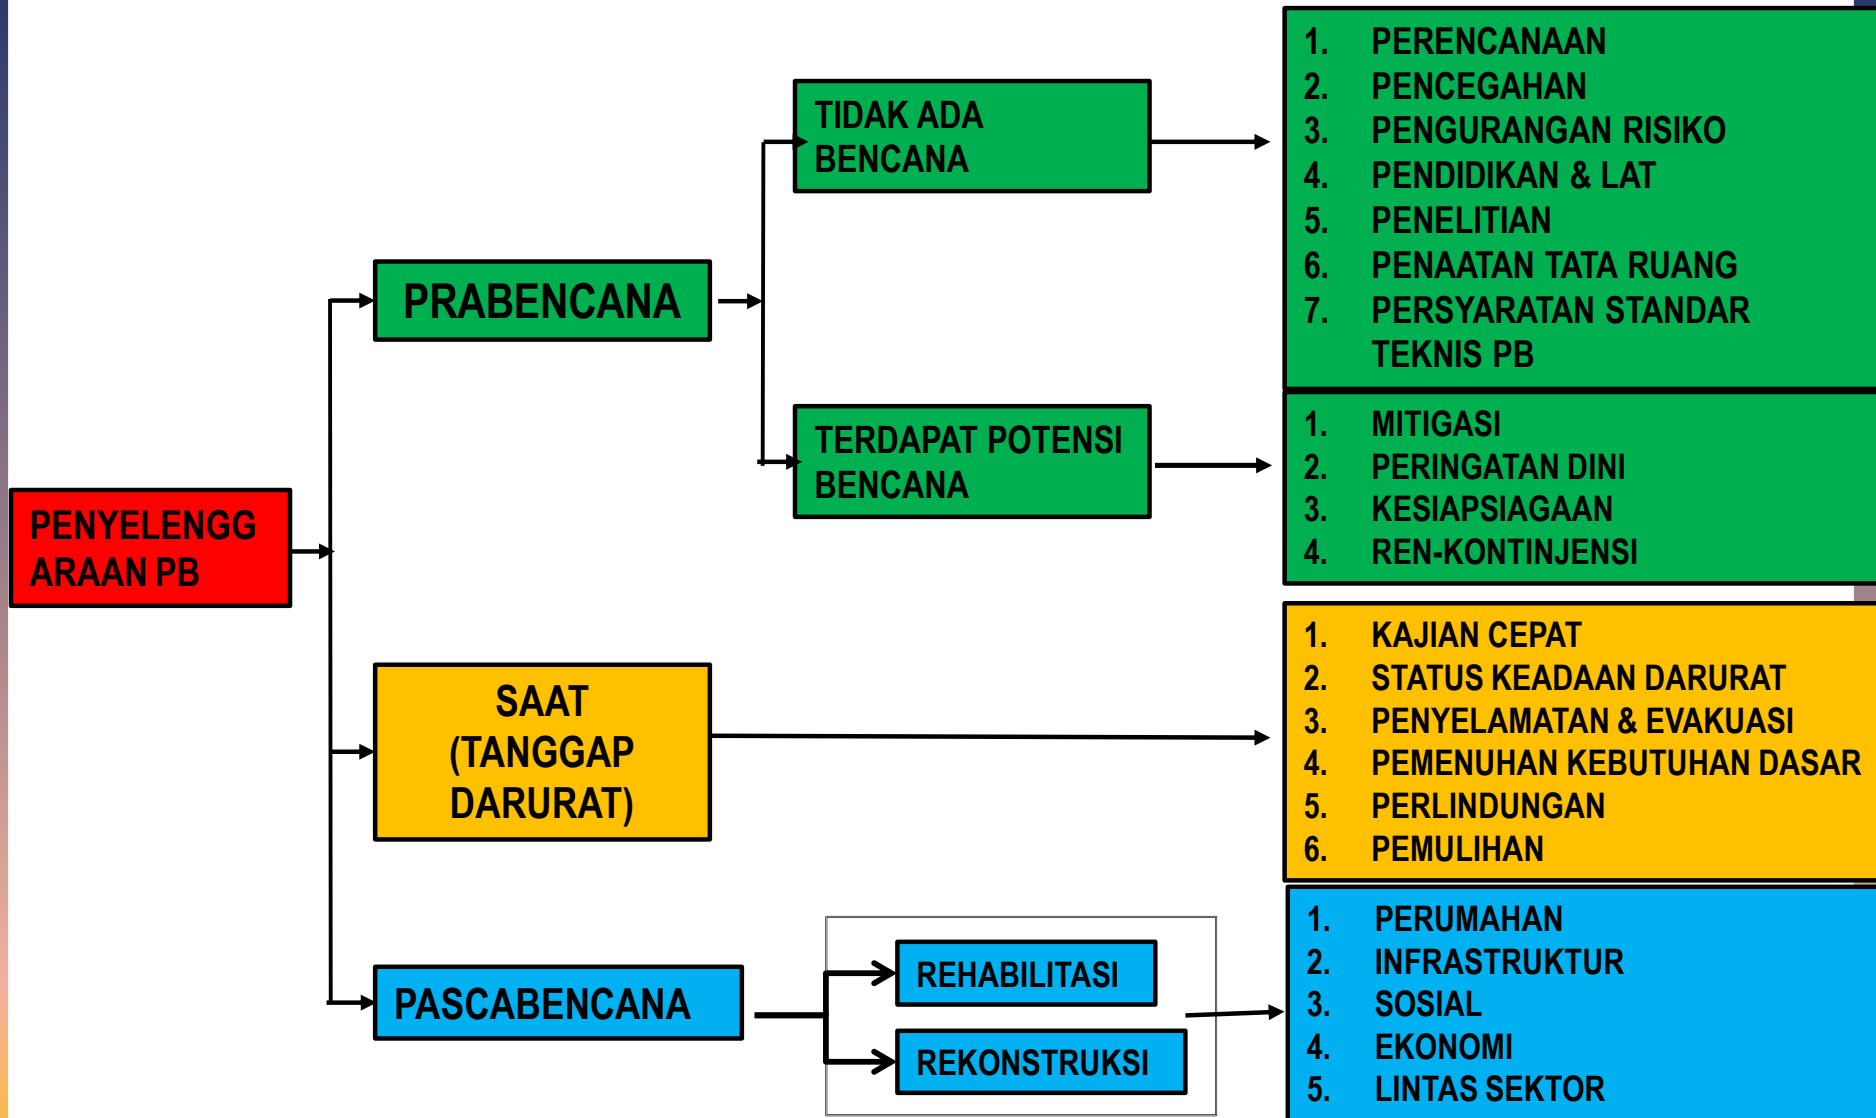 PENYELENGG
ARAAN PB
PRABENCANA
TIDAK ADA
BENCANA
1. PERENCANAAN
2. PENCEGAHAN
3. PENGURANGAN RISIKO
4. PENDIDIKAN & LAT
5. PENELITIAN
6. PENAATAN TATA RUANG
7. PERSYARATAN STANDAR
TEKNIS PB
TERDAPAT POTENSI
BENCANA
1. MITIGASI
2. PERINGATAN DINI
3. KESIAPSIAGAAN
4. REN-KONTINJENSI
SAAT
(TANGGAP
DARURAT)
1. KAJIAN CEPAT
2. STATUS KEADAAN DARURAT
3. PENYELAMATAN & EVAKUASI
4. PEMENUHAN KEBUTUHAN DASAR
5. PERLINDUNGAN
6. PEMULIHAN
PASCABENCANA
REHABILITASI
REKONSTRUKSI
1. PERUMAHAN
2. INFRASTRUKTUR
3. SOSIAL
4. EKONOMI
5. LINTAS SEKTOR